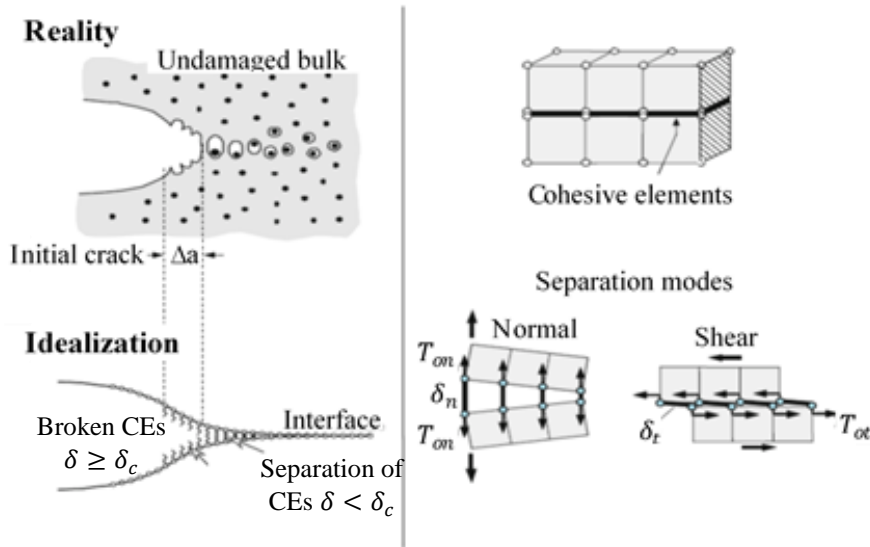 Reality
Undamaged bulk
Initial crack
Δa
Idealization
Broken CEs
δ ≥ δc
Interface
Separation of
CEs δ < δc
Cohesive elements
Separation modes
Normal
Ton
δn
Ton
Shear
δt
Tot